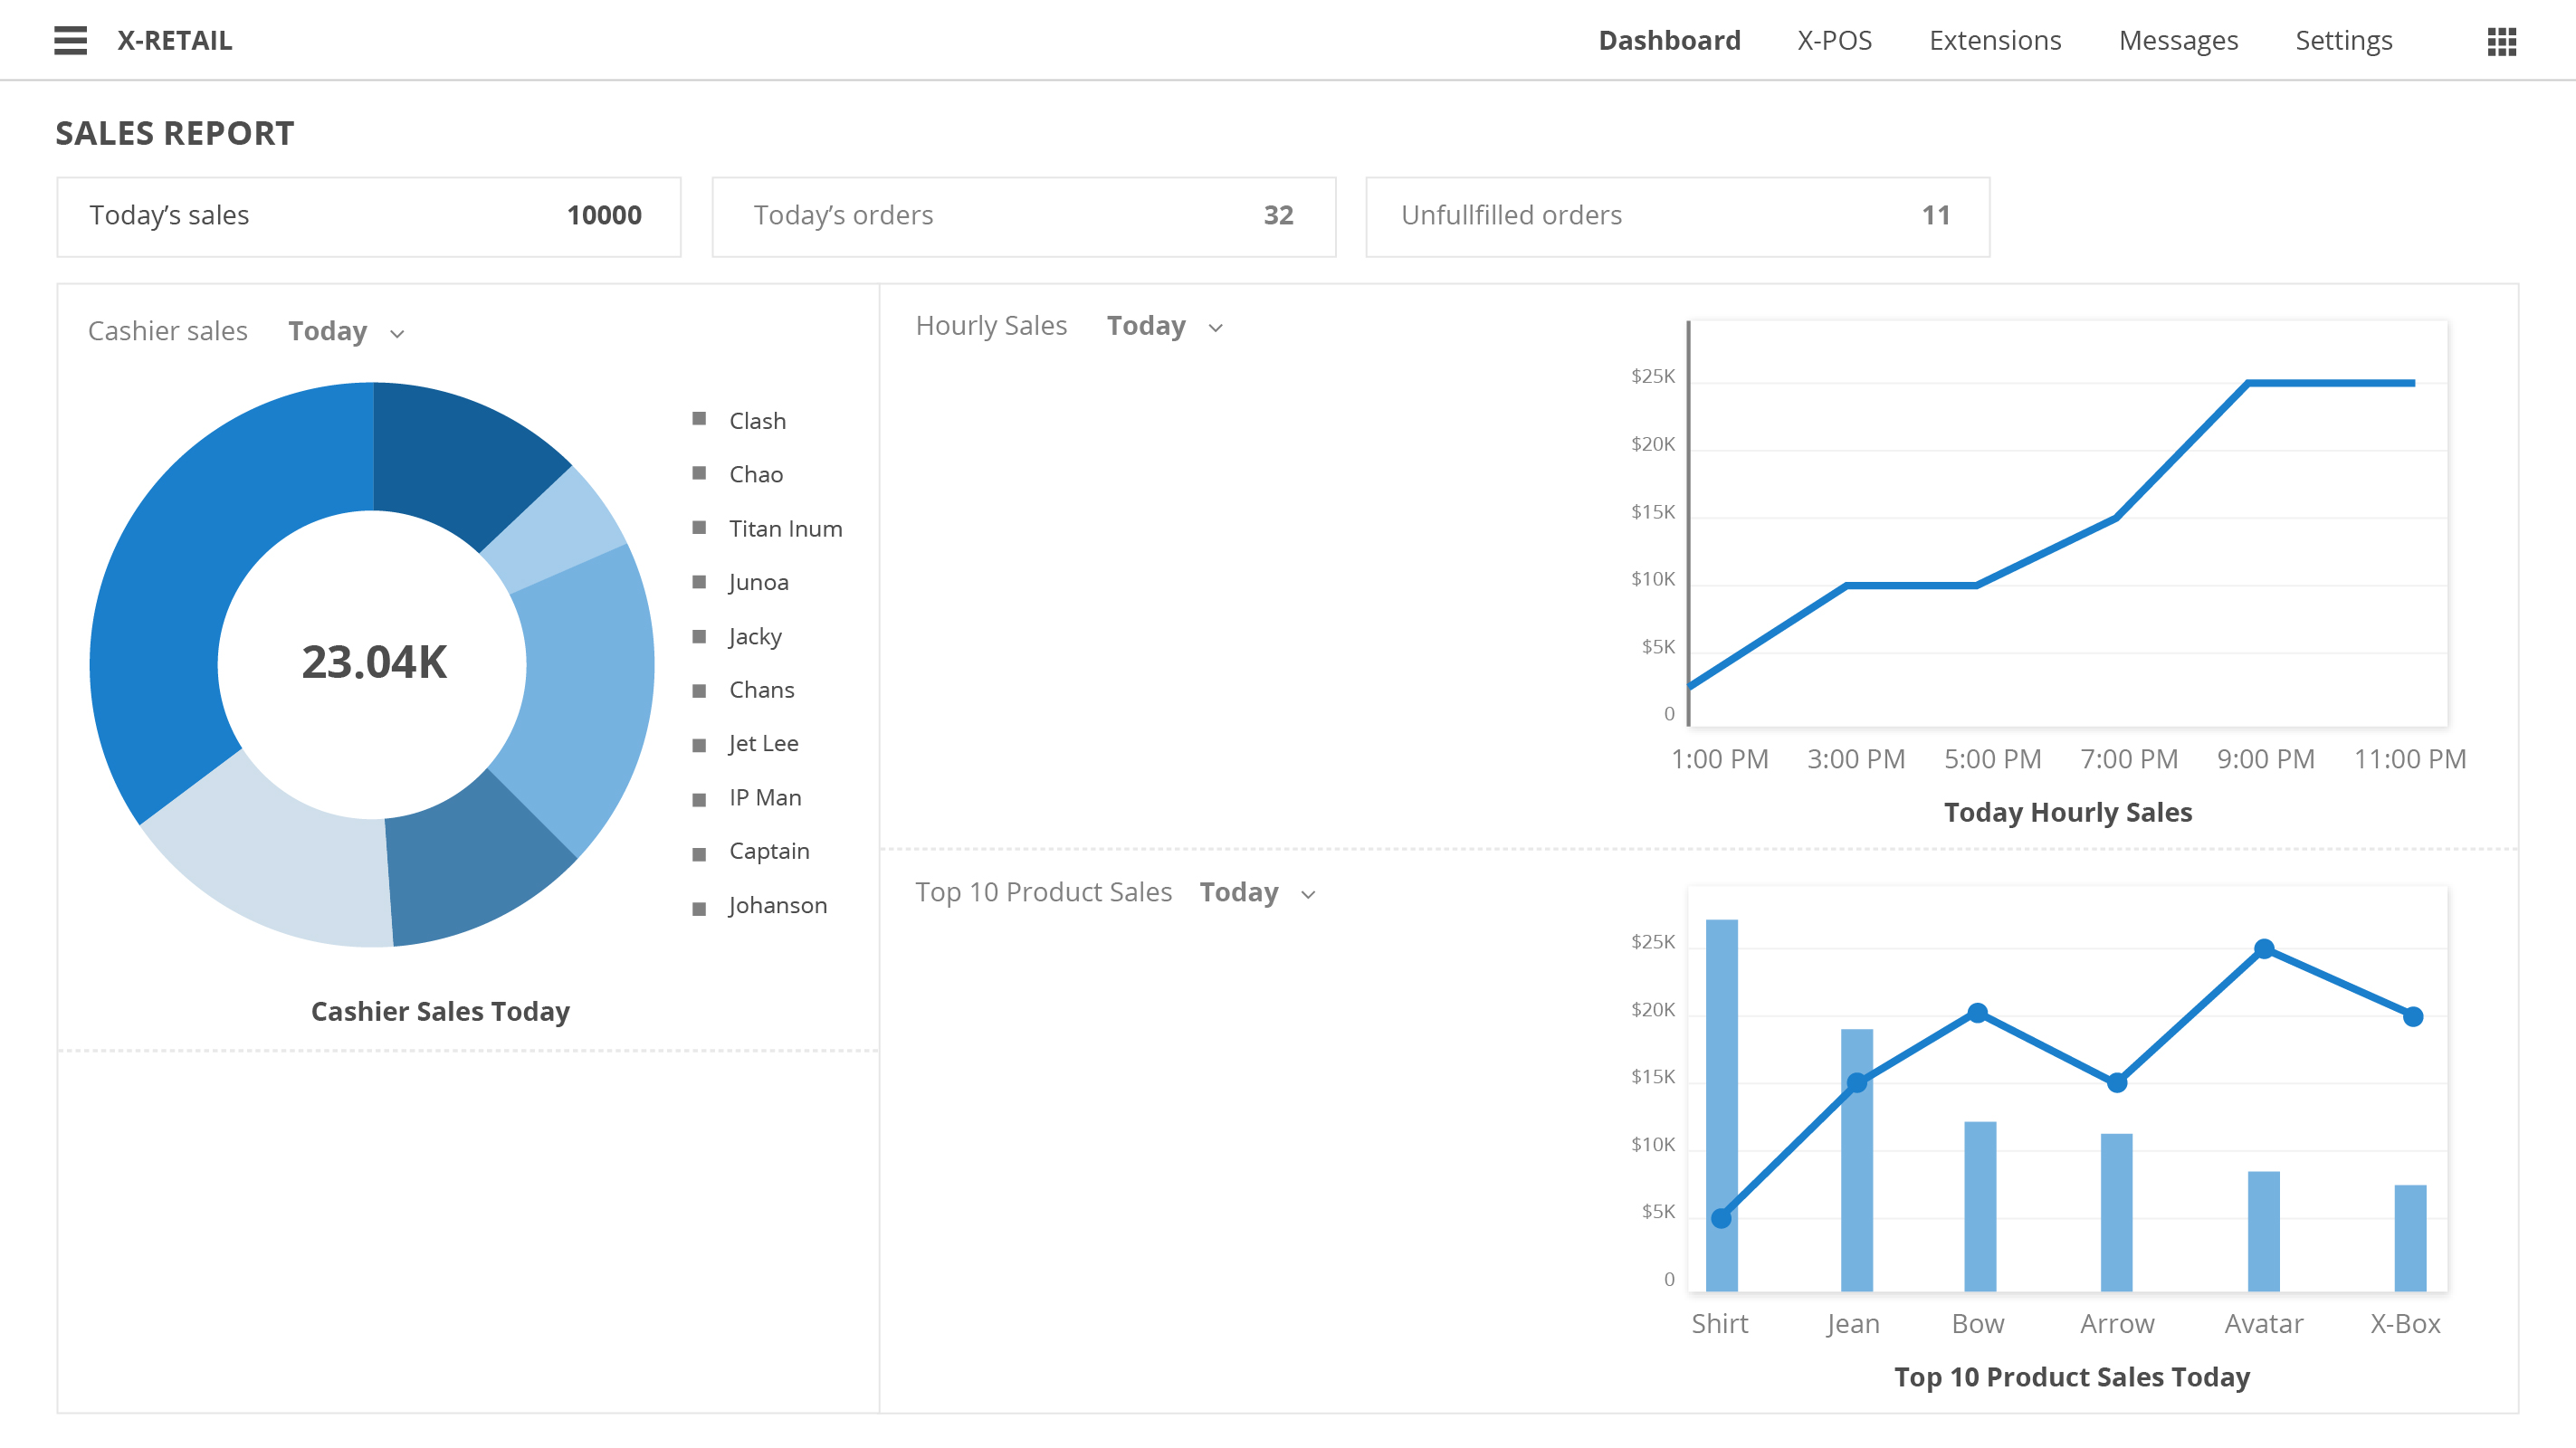 X-RETAIL
Dashboard X-POS Extensions Messages Settings
SALES REPORT
Today’s sales 10000
Today’s orders 32
Unfullfilled orders 11
Cashier sales Today
23.04K
Clash
Chao
Titan Inum
Junoa
Jacky
Chans
Jet Lee
IP Man
Captain
Johanson
Cashier Sales Today
Hourly Sales Today
$25K
$20K
$15K
$10K
$5K
0
1:00 PM 3:00 PM 5:00 PM 7:00 PM 9:00 PM 11:00 PM
Today Hourly Sales
Top 10 Product Sales Today
$25K
$20K
$15K
$10K
$5K
0
Shirt Jean Bow Arrow Avatar X-Box
Top 10 Product Sales Today